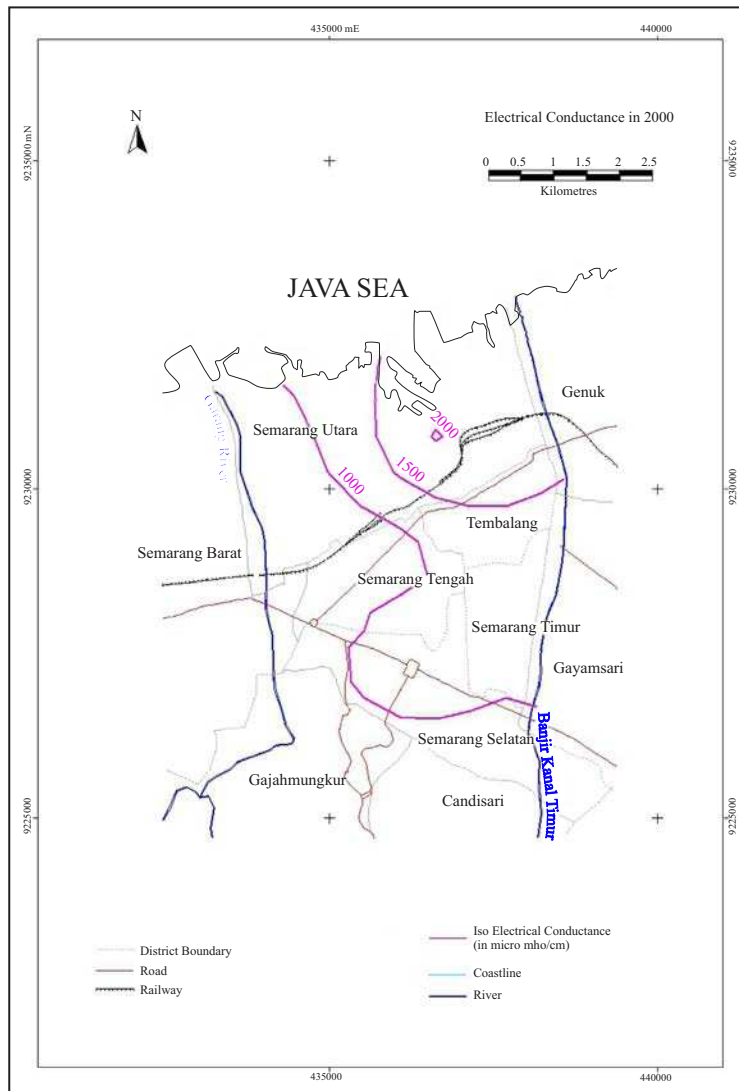 435000 mE
440000
N
Electrical Conductance in 2000
9235000 mN
9235000
0 0.5 1 1.5 2 2.5
Kilometres
JAVA SEA
Genuk
Garang River
Semarang Utara
2000
1500
1000
9230000
9230000
Tembalang
Semarang Barat
Semarang Tengah
Semarang Timur
Gayamsari
Semarang Selatan
Banjir Kanal Timur
Gajahmungkur
Candisari
9225000
9225000
District Boundary
Road
Railway
Iso Electrical Conductance
(in micro mho/cm)
Coastline
River
435000
440000